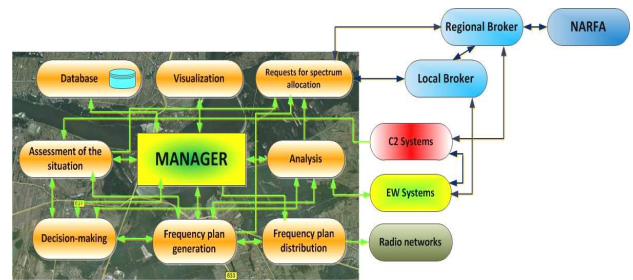 Regional Broker
NARFA
Database
Visualization
Requests for spectrum
allocation
Local Broker
C2 Systems
Assessment of the
situation
MANAGER
Analysis
EW Systems
Decision-making
Frequency plan
generation
Frequency plan
distribution
Radio networks
833